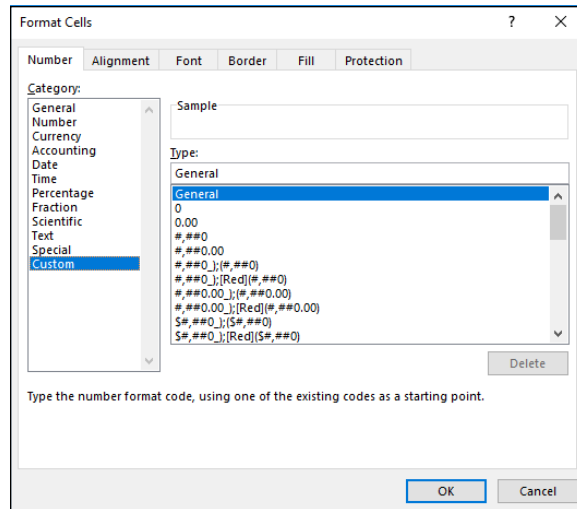 Format Cells ? ×
Number Alignment Font Border Fill Protection
Category:
General
Number
Currency
Accounting
Date
Time
Percentage
Fraction
Scientific
Text
Special
Custom
Sample
Type:
General
General
0
0.00
#,##0
#,##0.00
#,##0_);(#,##0)
#,##0_);[Red](#,##0)
#,##0.00_);(#,##0.00)
#,##0.00_);[Red](#,##0.00)
$#,##0_);($#,##0)
$#,##0_);[Red]($#,##0)
Delete
Type the number format code, using one of the existing codes as a starting point.
OK Cancel